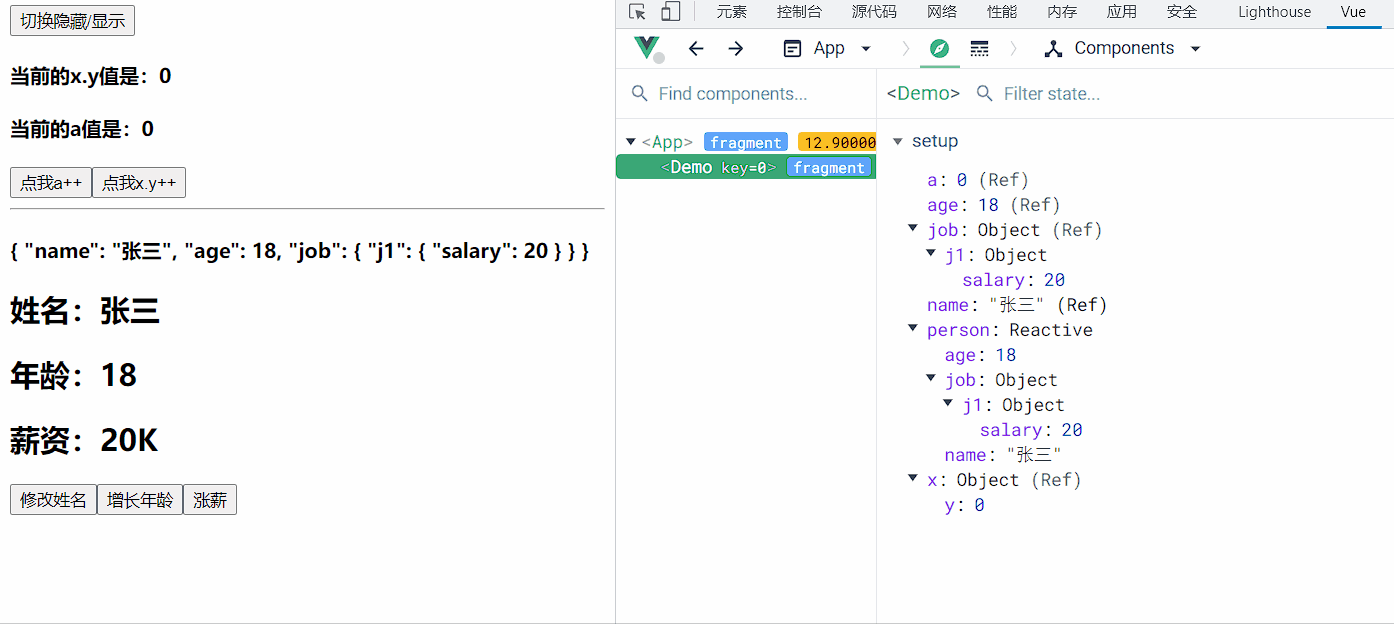 切换隐藏/显示
当前的x.y值是：0
当前的a值是：0
点我a++ 点我x.y++
{ "name": "张三", "age": 18, "job": { "j1": { "salary": 20 } } }
姓名：张三
年龄：18
薪资：20K
修改姓名 增长年龄 涨薪
元素 控制台 源代码 网络 性能 内存 应用 安全 Lighthouse Vue
App Components
Find components...
<App> fragment 12.90000
<Demo key=0> fragment
<Demo> Filter state...
setup
a: 0 (Ref)
age: 18 (Ref)
job: Object (Ref)
j1: Object
salary: 20
name: "张三" (Ref)
person: Reactive
age: 18
job: Object
j1: Object
salary: 20
name: "张三"
x: Object (Ref)
y: 0